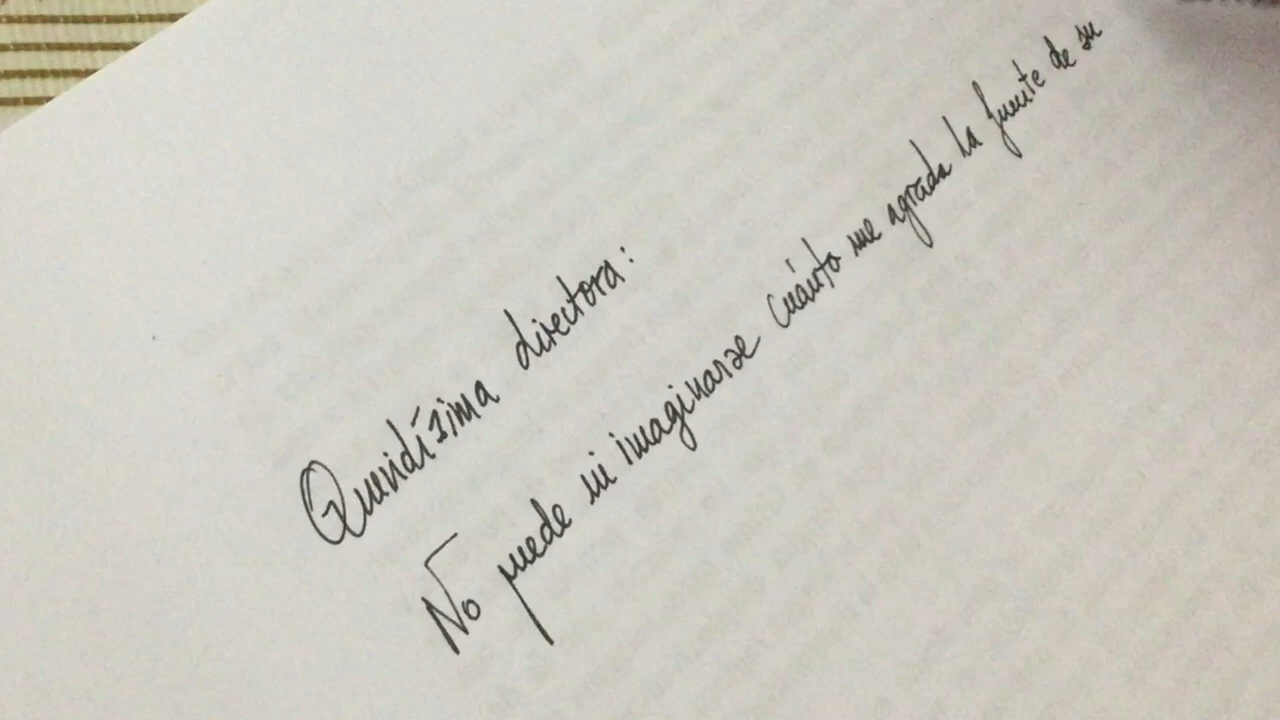 Queridísima directora:
No puede ni imaginarse cuánto me agrada la fuente de su